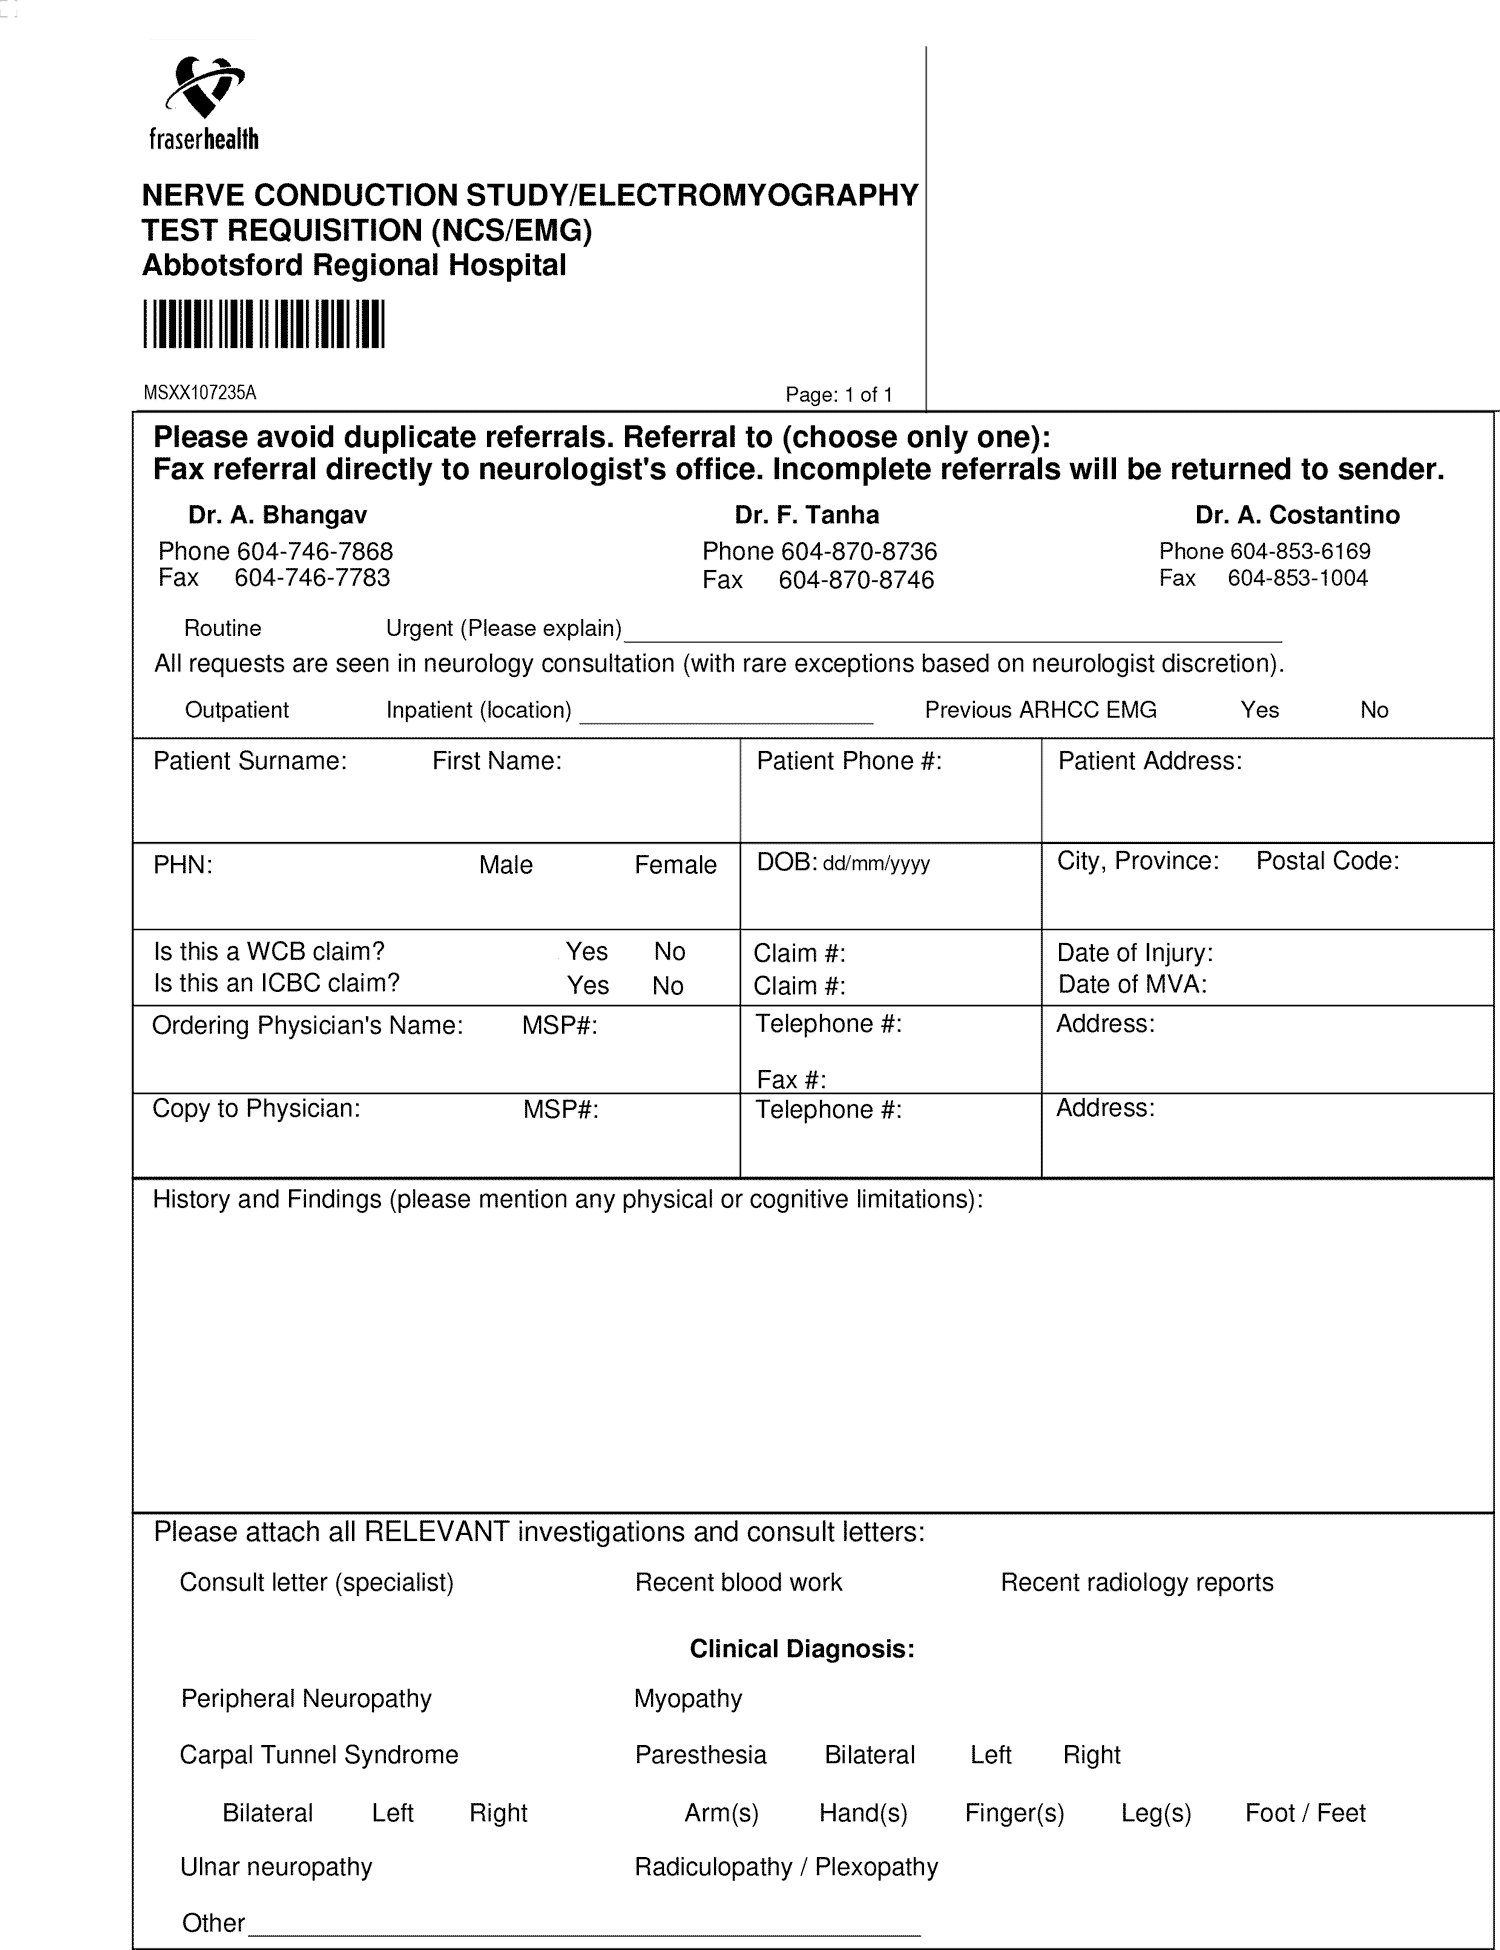 fraserhealth
NERVE CONDUCTION STUDY/ELECTROMYOGRAPHY
TEST REQUISITION (NCS/EMG)
Abbotsford Regional Hospital
MSXX107235A Page: 1 of 1
Please avoid duplicate referrals. Referral to (choose only one):
Fax referral directly to neurologist's office. Incomplete referrals will be returned to sender.
Dr. A. Bhangav Dr. F. Tanha Dr. A. Costantino
Phone 604-746-7868 Phone 604-870-8736 Phone 604-853-6169
Fax 604-746-7783 Fax 604-870-8746 Fax 604-853-1004
Routine Urgent (Please explain)
All requests are seen in neurology consultation (with rare exceptions based on neurologist discretion).
Outpatient Inpatient (location) Previous ARHCC EMG Yes No
Patient Surname: First Name: Patient Phone #: Patient Address:
PHN: Male Female DOB: dd/mm/yyyy City, Province: Postal Code:
Is this a WCB claim? Yes No Claim #: Date of Injury:
Is this an ICBC claim? Yes No Claim #: Date of MVA:
Ordering Physician's Name: MSP#: Telephone #: Address:
Fax #:
Copy to Physician: MSP#: Telephone #: Address:
History and Findings (please mention any physical or cognitive limitations):
Please attach all RELEVANT investigations and consult letters:
Consult letter (specialist) Recent blood work Recent radiology reports
Clinical Diagnosis:
Peripheral Neuropathy Myopathy
Carpal Tunnel Syndrome Paresthesia Bilateral Left Right
Bilateral Left Right Arm(s) Hand(s) Finger(s) Leg(s) Foot / Feet
Ulnar neuropathy Radiculopathy / Plexopathy
Other